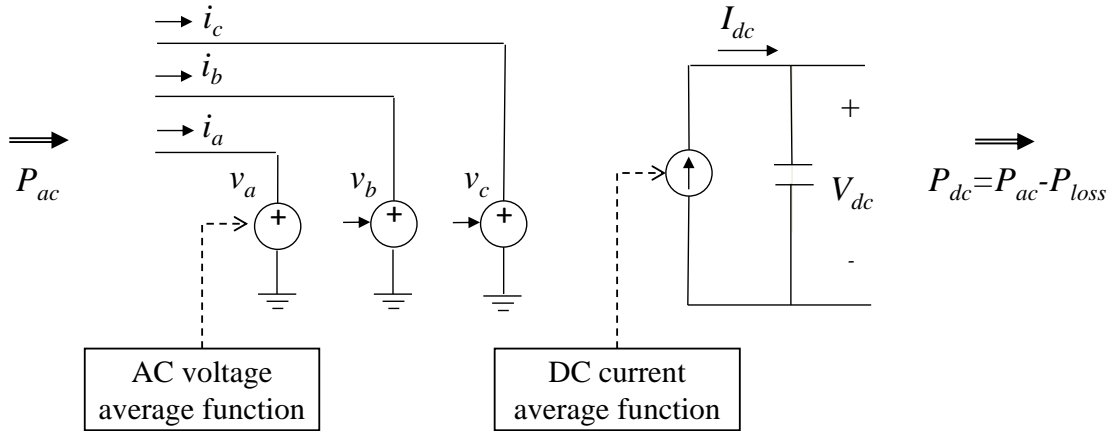 i_c
i_b
i_a
P_ac
v_a
v_b
v_c
+
+
+
AC voltage
average function
I_dc
+
V_dc
-
DC current
average function
P_dc=P_ac-P_loss